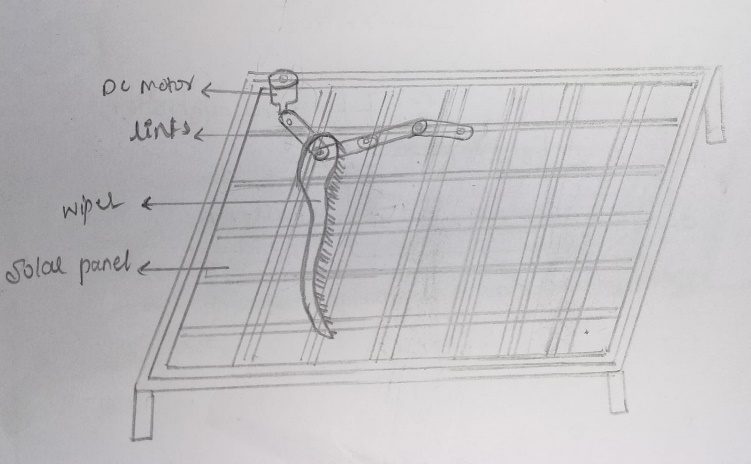 DC motor
links
wiper
Solar panel